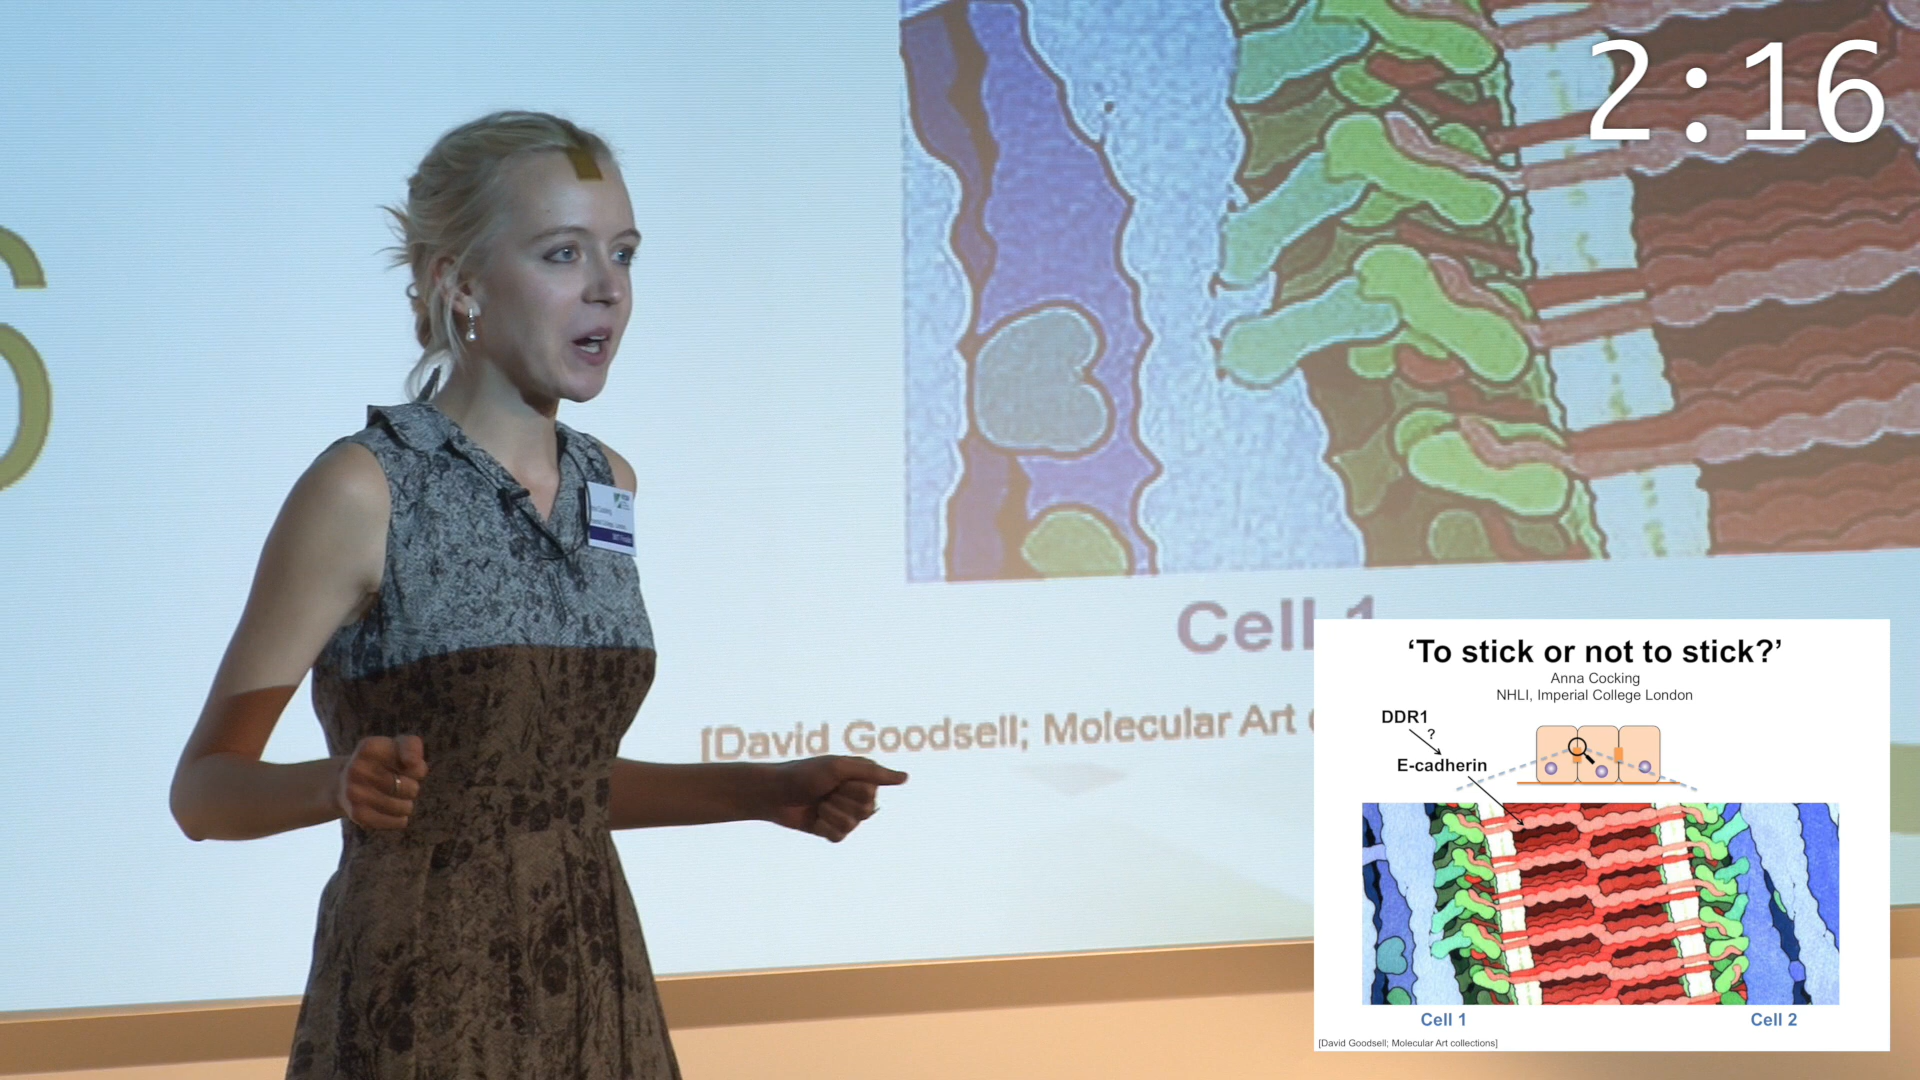 2:16
Cell 1
[David Goodsell; Molecular Art
'To stick or not to stick?'
Anna Cocking
NHLI, Imperial College London
DDR1
?
E-cadherin
Cell 1
Cell 2
[David Goodsell; Molecular Art collections]